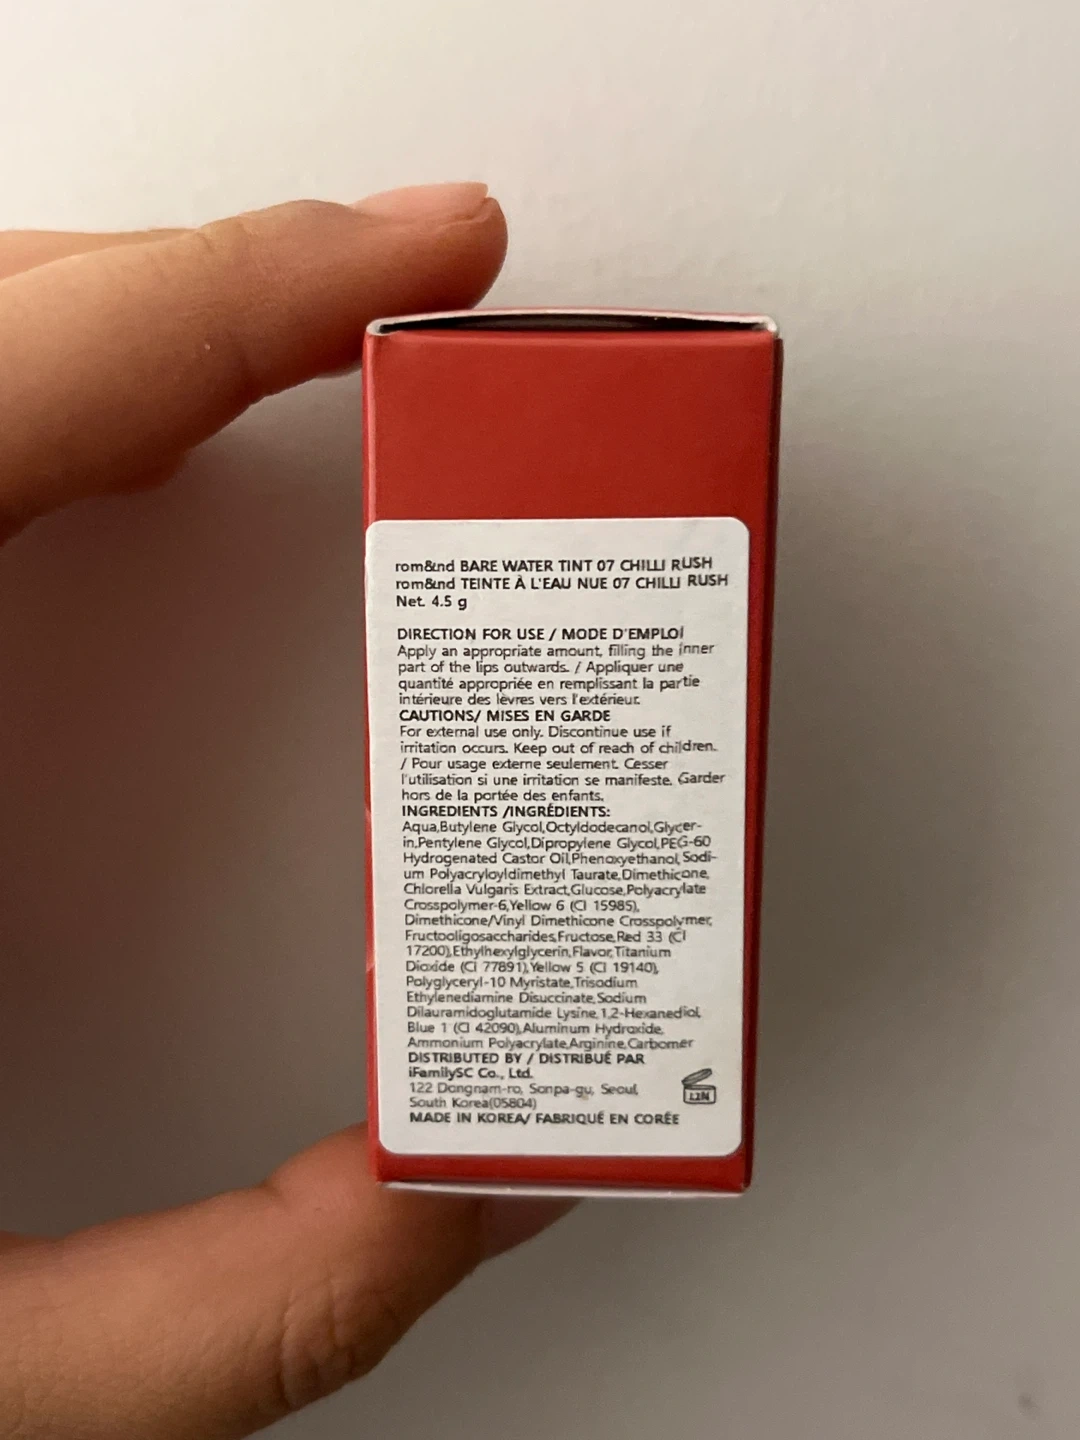 rom&nd BARE WATER TINT 07 CHILLI RUSH
rom&nd TEINTE À L'EAU NUE 07 CHILLI RUSH
Net. 4.5 g
DIRECTION FOR USE / MODE D'EMPLOI
Apply an appropriate amount, filling the inner
part of the lips outwards. / Appliquer une
quantité appropriée en remplissant la partie
intérieure des lèvres vers l'extérieur.
CAUTIONS/ MISES EN GARDE
For external use only. Discontinue use if
irritation occurs. Keep out of reach of children.
/ Pour usage externe seulement. Cesser
l'utilisation si une irritation se manifeste. Garder
hors de la portée des enfants.
INGREDIENTS /INGRÉDIENTS:
Aqua,Butylene Glycol,Octyldodecanol,Glycer-
in,Pentylene Glycol,Dipropylene Glycol,PEG-60
Hydrogenated Castor Oil,Phenoxyethanol,Sodi-
um Polyacryloyldimethyl Taurate,Dimethicone,
Chlorella Vulgaris Extract,Glucose,Polyacrylate
Crosspolymer-6,Yellow 6 (CI 15985),
Dimethicone/Vinyl Dimethicone Crosspolymer,
Fructooligosaccharides,Fructose,Red 33 (CI
17200),Ethylhexylglycerin,Flavor,Titanium
Dioxide (CI 77891),Yellow 5 (CI 19140),
Polyglyceryl-10 Myristate,Trisodium
Ethylenediamine Disuccinate,Sodium
Dilauramidoglutamide Lysine,1,2-Hexanediol,
Blue 1 (CI 42090),Aluminum Hydroxide,
Ammonium Polyacrylate,Arginine,Carbomer
DISTRIBUTED BY / DISTRIBUÉ PAR
iFamilySC Co., Ltd.
122 Dongnam-ro, Songpa-gu, Seoul,
South Korea(05804)
MADE IN KOREA/ FABRIQUÉ EN CORÉE
12M